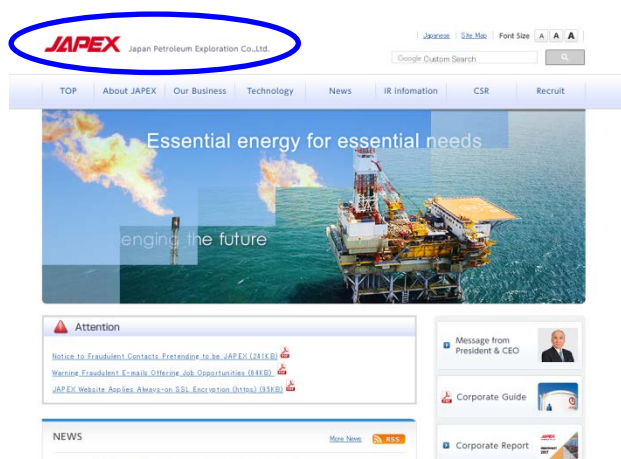 Japanese Site Map Font Size A A A
JAPEX Japan Petroleum Exploration Co.,Ltd.
Google Custom Search
TOP About JAPEX Our Business Technology News IR infomation CSR Recruit
Essential energy for essential needs
enging the future
Attention
Notice to Fraudulent Contacts Pretending to be JAPEX (241KB)
Warning Fraudulent E-mails Offering Job Opportunities (64KB)
JAPEX Website Applies Always-on SSL Encryption (https) (95KB)
Message from
President & CEO
Corporate Guide
NEWS More News RSS
Corporate Report